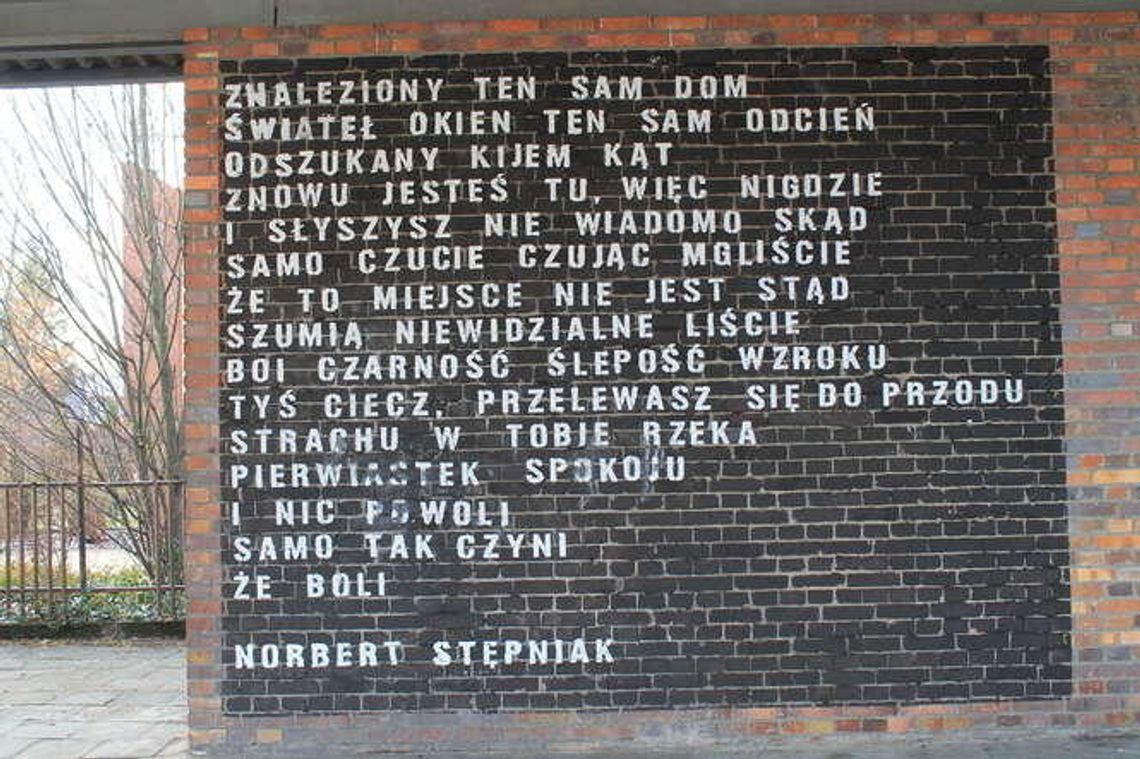 ZNALEZIONY TEN SAM DOM
ŚWIATEŁ OKIEN TEN SAM ODCIEŃ
ODSZUKANY KIJEM KĄT
ZNOWU JESTEŚ TU, WIĘC NIGDZIE
I SŁYSZYSZ NIE WIADOMO SKĄD
SAMO CZUCIE CZUJĄC MGLIŚCIE
ŻE TO MIEJSCE NIE JEST STĄD
SZUMIĄ NIEWIDZIALNE LIŚCIE
BOI CZARNOŚĆ ŚLEPOŚĆ WZROKU
TYŚ CIECZ, PRZELEWASZ SIĘ DO PRZODU
STRACHU W TOBIE RZEKA
PIERWIASTEK SPOKOJU
I NIC POWOLI
SAMO TAK CZYNI
ŻE BOLI
NORBERT STĘPNIAK